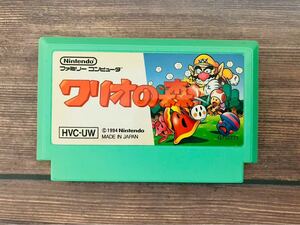 Nintendo
ファミリー コンピュータ
ワリオの森
HVC-UW
©1994 Nintendo
MADE IN JAPAN